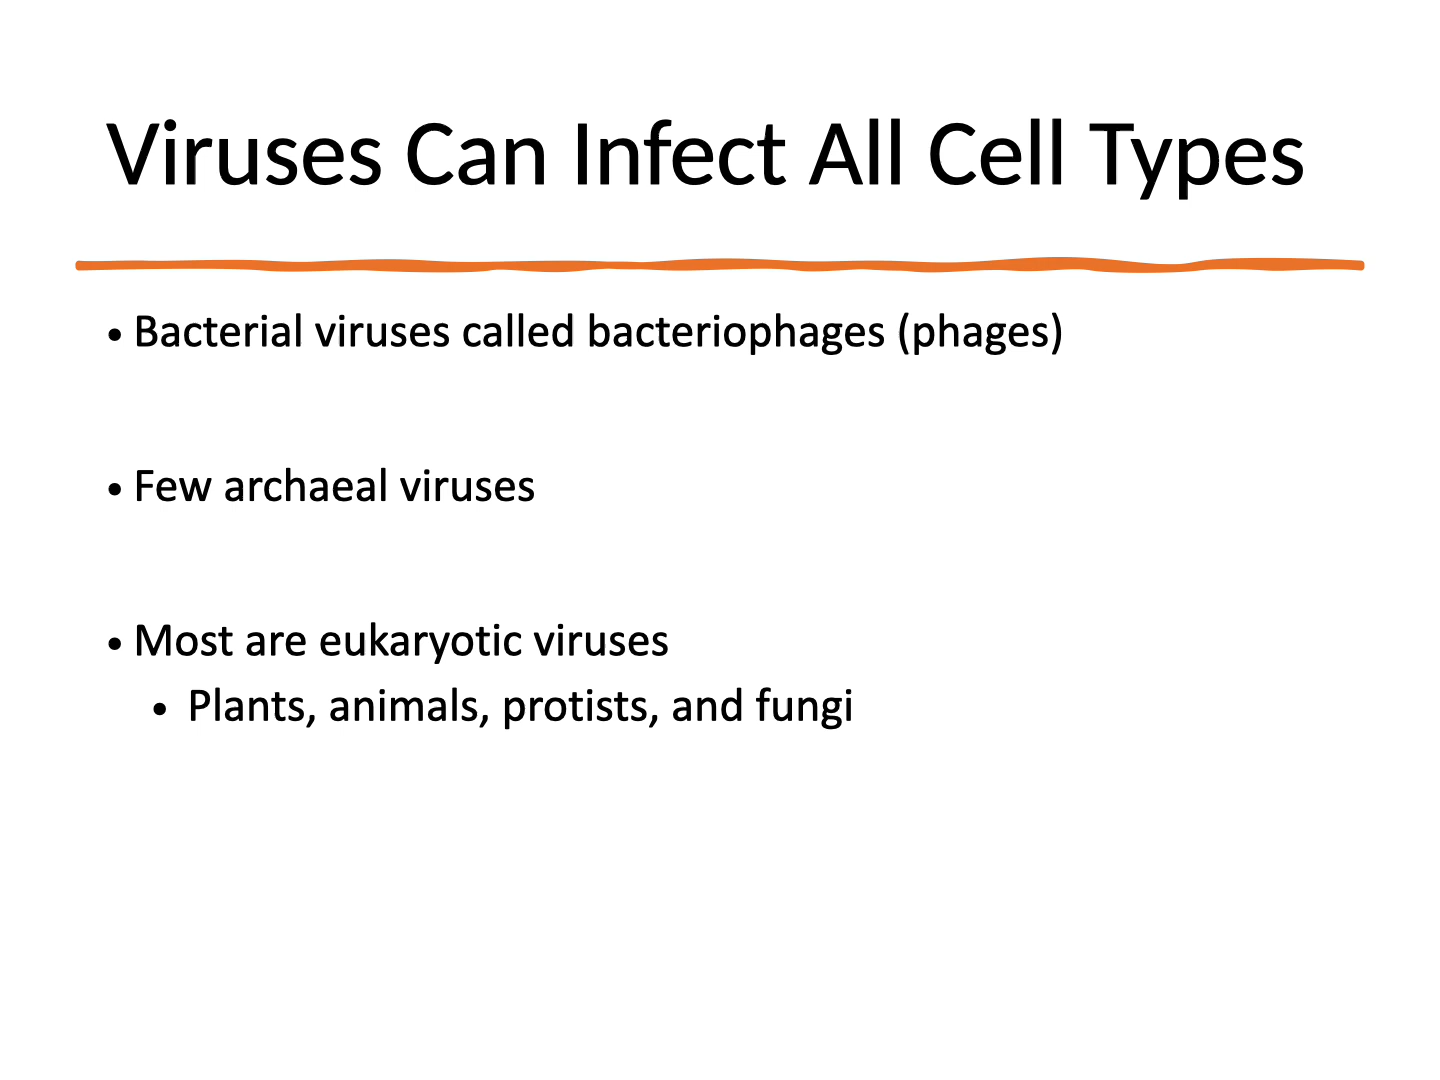 Viruses Can Infect All Cell Types
• Bacterial viruses called bacteriophages (phages)
• Few archaeal viruses
• Most are eukaryotic viruses
• Plants, animals, protists, and fungi